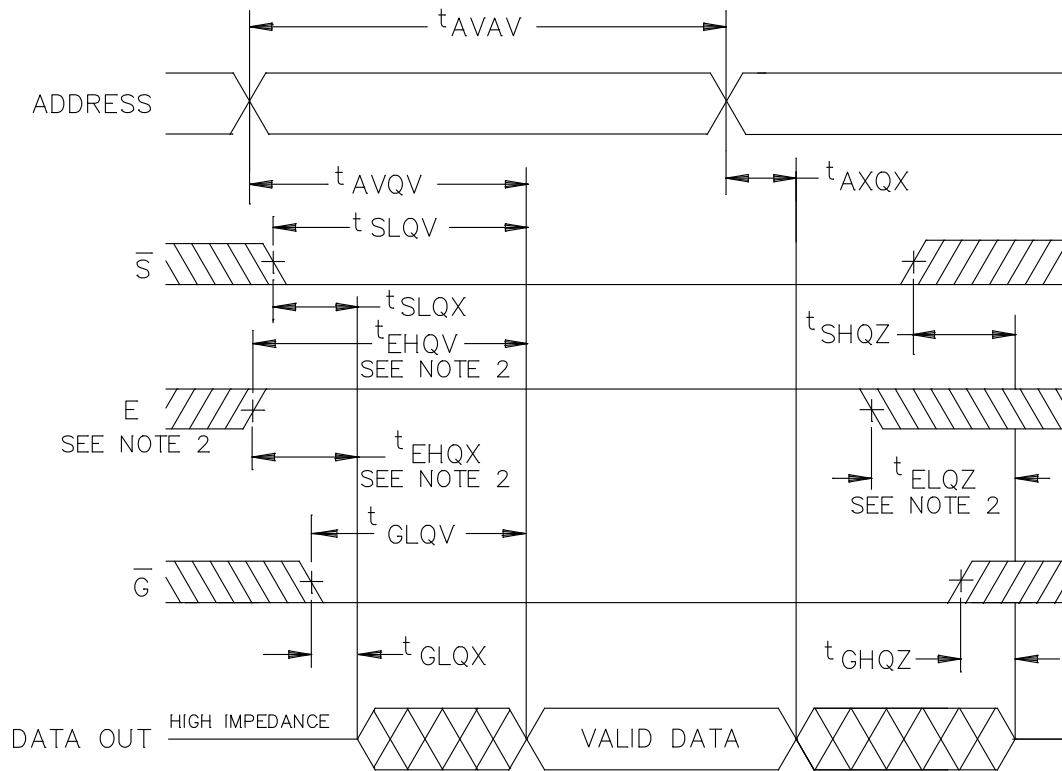 tAVAV
ADDRESS
tAVQV
tAXQX
tSLQV
S̅
tSLQX
tSHQZ
tEHQV
SEE NOTE 2
E
SEE NOTE 2
tEHQX
SEE NOTE 2
tELQZ
SEE NOTE 2
tGLQV
G̅
tGLQX
tGHQZ
HIGH IMPEDANCE
DATA OUT
VALID DATA